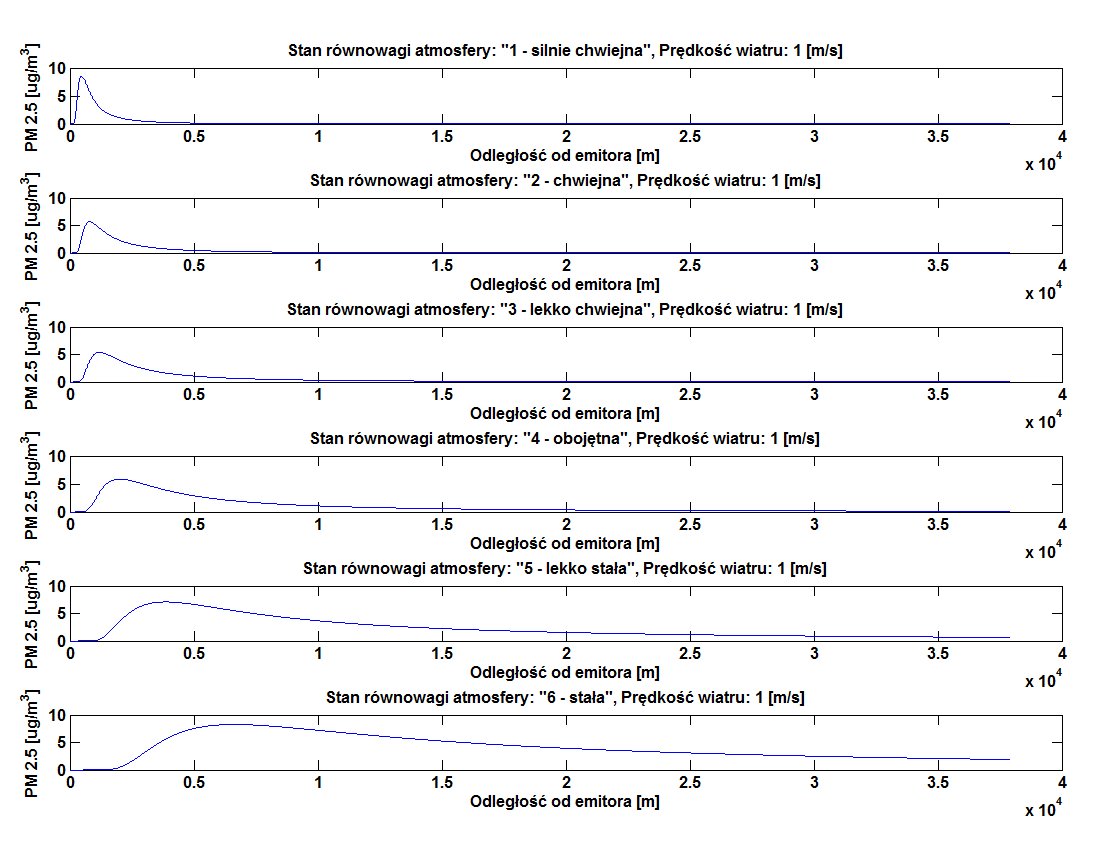 Stan równowagi atmosfery: "1 - silnie chwiejna", Prędkość wiatru: 1 [m/s]
PM 2.5 [ug/m³]
10
5
0
0 0.5 1 1.5 2 2.5 3 3.5 4
Odległość od emitora [m]
x 10⁴
Stan równowagi atmosfery: "2 - chwiejna", Prędkość wiatru: 1 [m/s]
PM 2.5 [ug/m³]
10
5
0
0 0.5 1 1.5 2 2.5 3 3.5 4
Odległość od emitora [m]
x 10⁴
Stan równowagi atmosfery: "3 - lekko chwiejna", Prędkość wiatru: 1 [m/s]
PM 2.5 [ug/m³]
10
5
0
0 0.5 1 1.5 2 2.5 3 3.5 4
Odległość od emitora [m]
x 10⁴
Stan równowagi atmosfery: "4 - obojętna", Prędkość wiatru: 1 [m/s]
PM 2.5 [ug/m³]
10
5
0
0 0.5 1 1.5 2 2.5 3 3.5 4
Odległość od emitora [m]
x 10⁴
Stan równowagi atmosfery: "5 - lekko stała", Prędkość wiatru: 1 [m/s]
PM 2.5 [ug/m³]
10
5
0
0 0.5 1 1.5 2 2.5 3 3.5 4
Odległość od emitora [m]
x 10⁴
Stan równowagi atmosfery: "6 - stała", Prędkość wiatru: 1 [m/s]
PM 2.5 [ug/m³]
10
5
0
0 0.5 1 1.5 2 2.5 3 3.5 4
Odległość od emitora [m]
x 10⁴